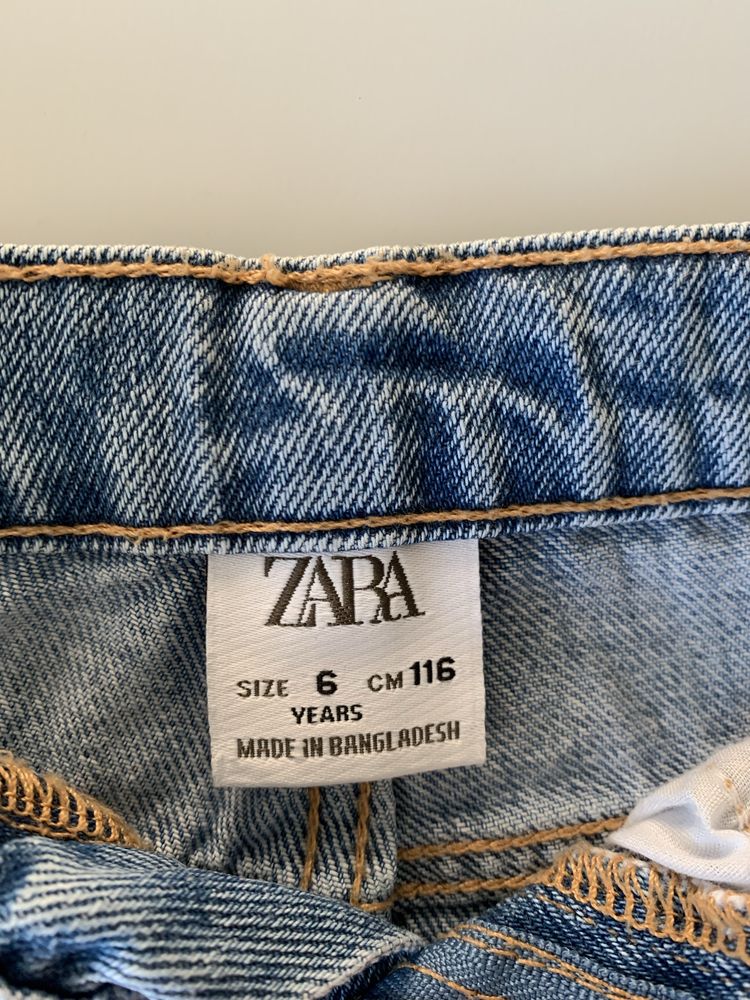 ZARA
SIZE 6 CM 116
YEARS
MADE IN BANGLADESH